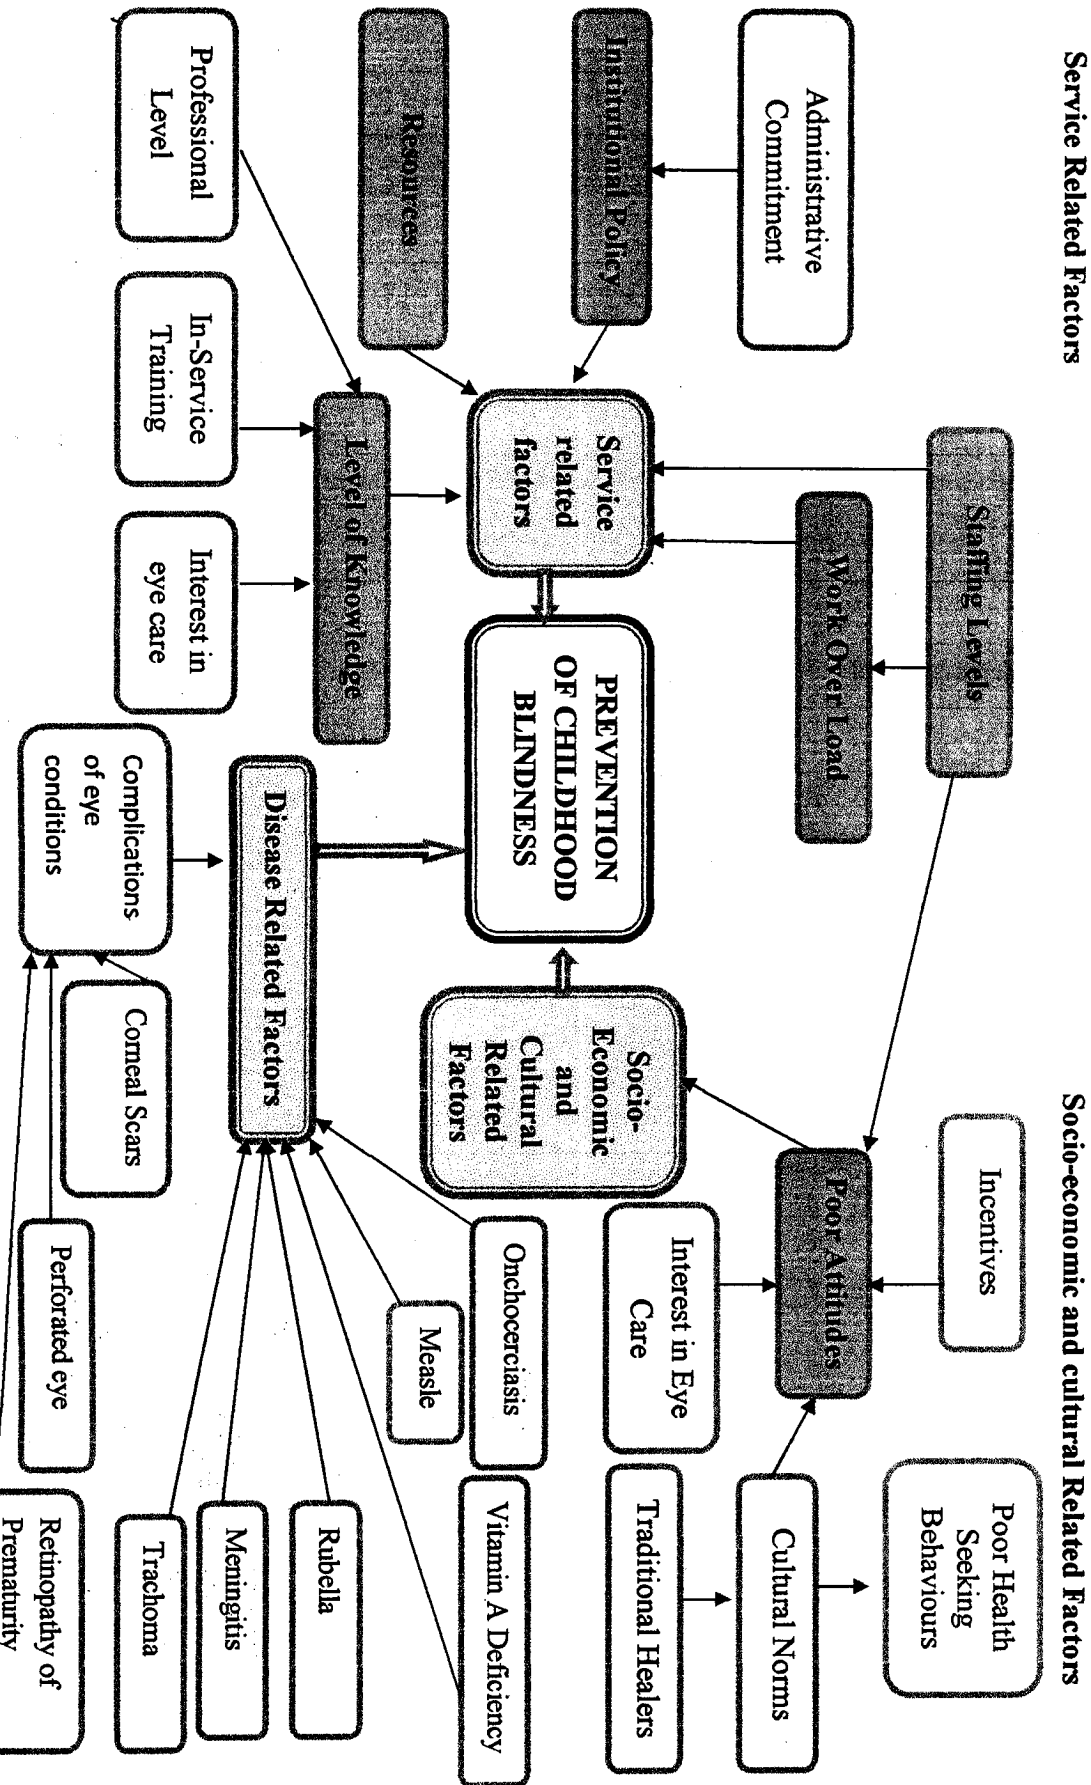 Service Related Factors
Socio-economic and cultural Related Factors
Administrative
Commitment
Staffing Levels
Incentives
Poor Health
Seeking
Behaviours
Institutional Policy
Work Over Load
Poor Attitudes
Cultural Norms
Resources
Service
related
factors
PREVENTION
OF CHILDHOOD
BLINDNESS
Socio-
Economic
and
Cultural
Related
Factors
Interest in Eye
Care
Traditional Healers
Level of Knowledge
Onchocerciasis
Vitamin A Deficiency
Measle
Professional
Level
In-Service
Training
Interest in
eye care
Disease Related Factors
Rubella
Meningitis
Trachoma
Complications
of eye
conditions
Corneal Scars
Perforated eye
Retinopathy of
Prematurity